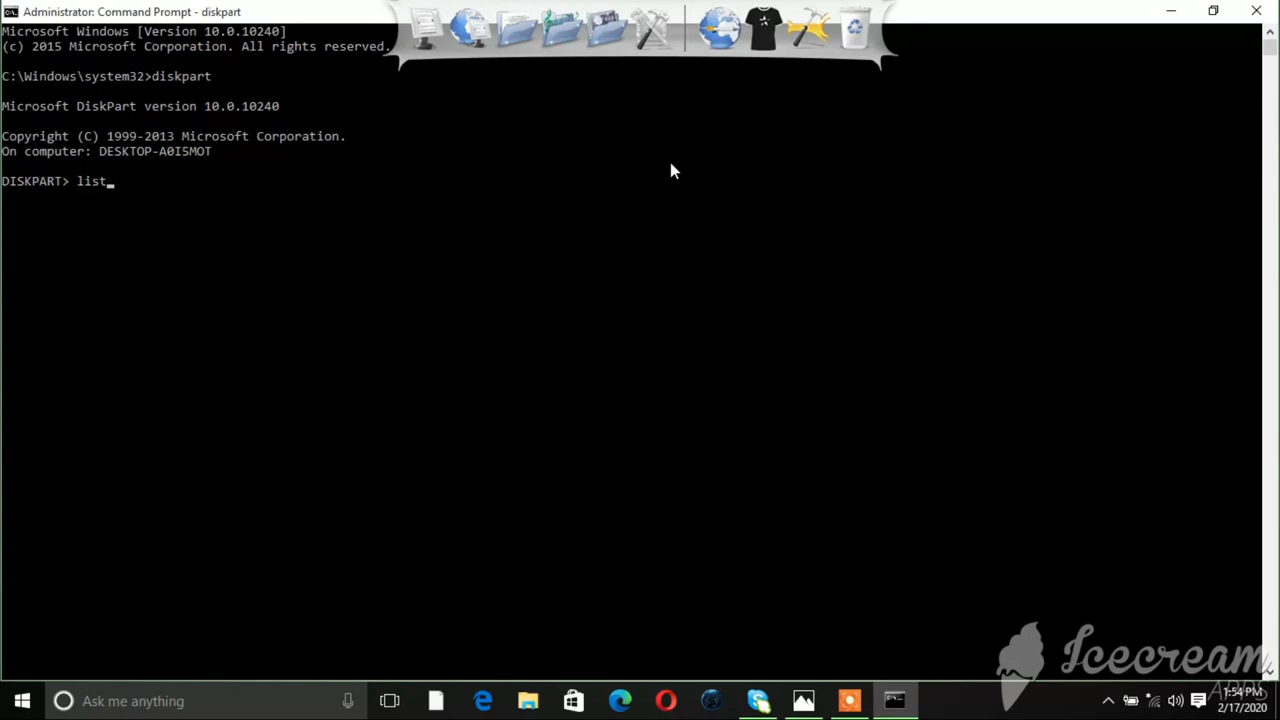 Administrator: Command Prompt - diskpart
Microsoft Windows [Version 10.0.10240]
(c) 2015 Microsoft Corporation. All rights reserved.
C:\Windows\system32>diskpart
Microsoft DiskPart version 10.0.10240
Copyright (C) 1999-2013 Microsoft Corporation.
On computer: DESKTOP-A0I5MOT
DISKPART> list_
Icecream
APPS
Ask me anything
1:54 PM
2/17/2020